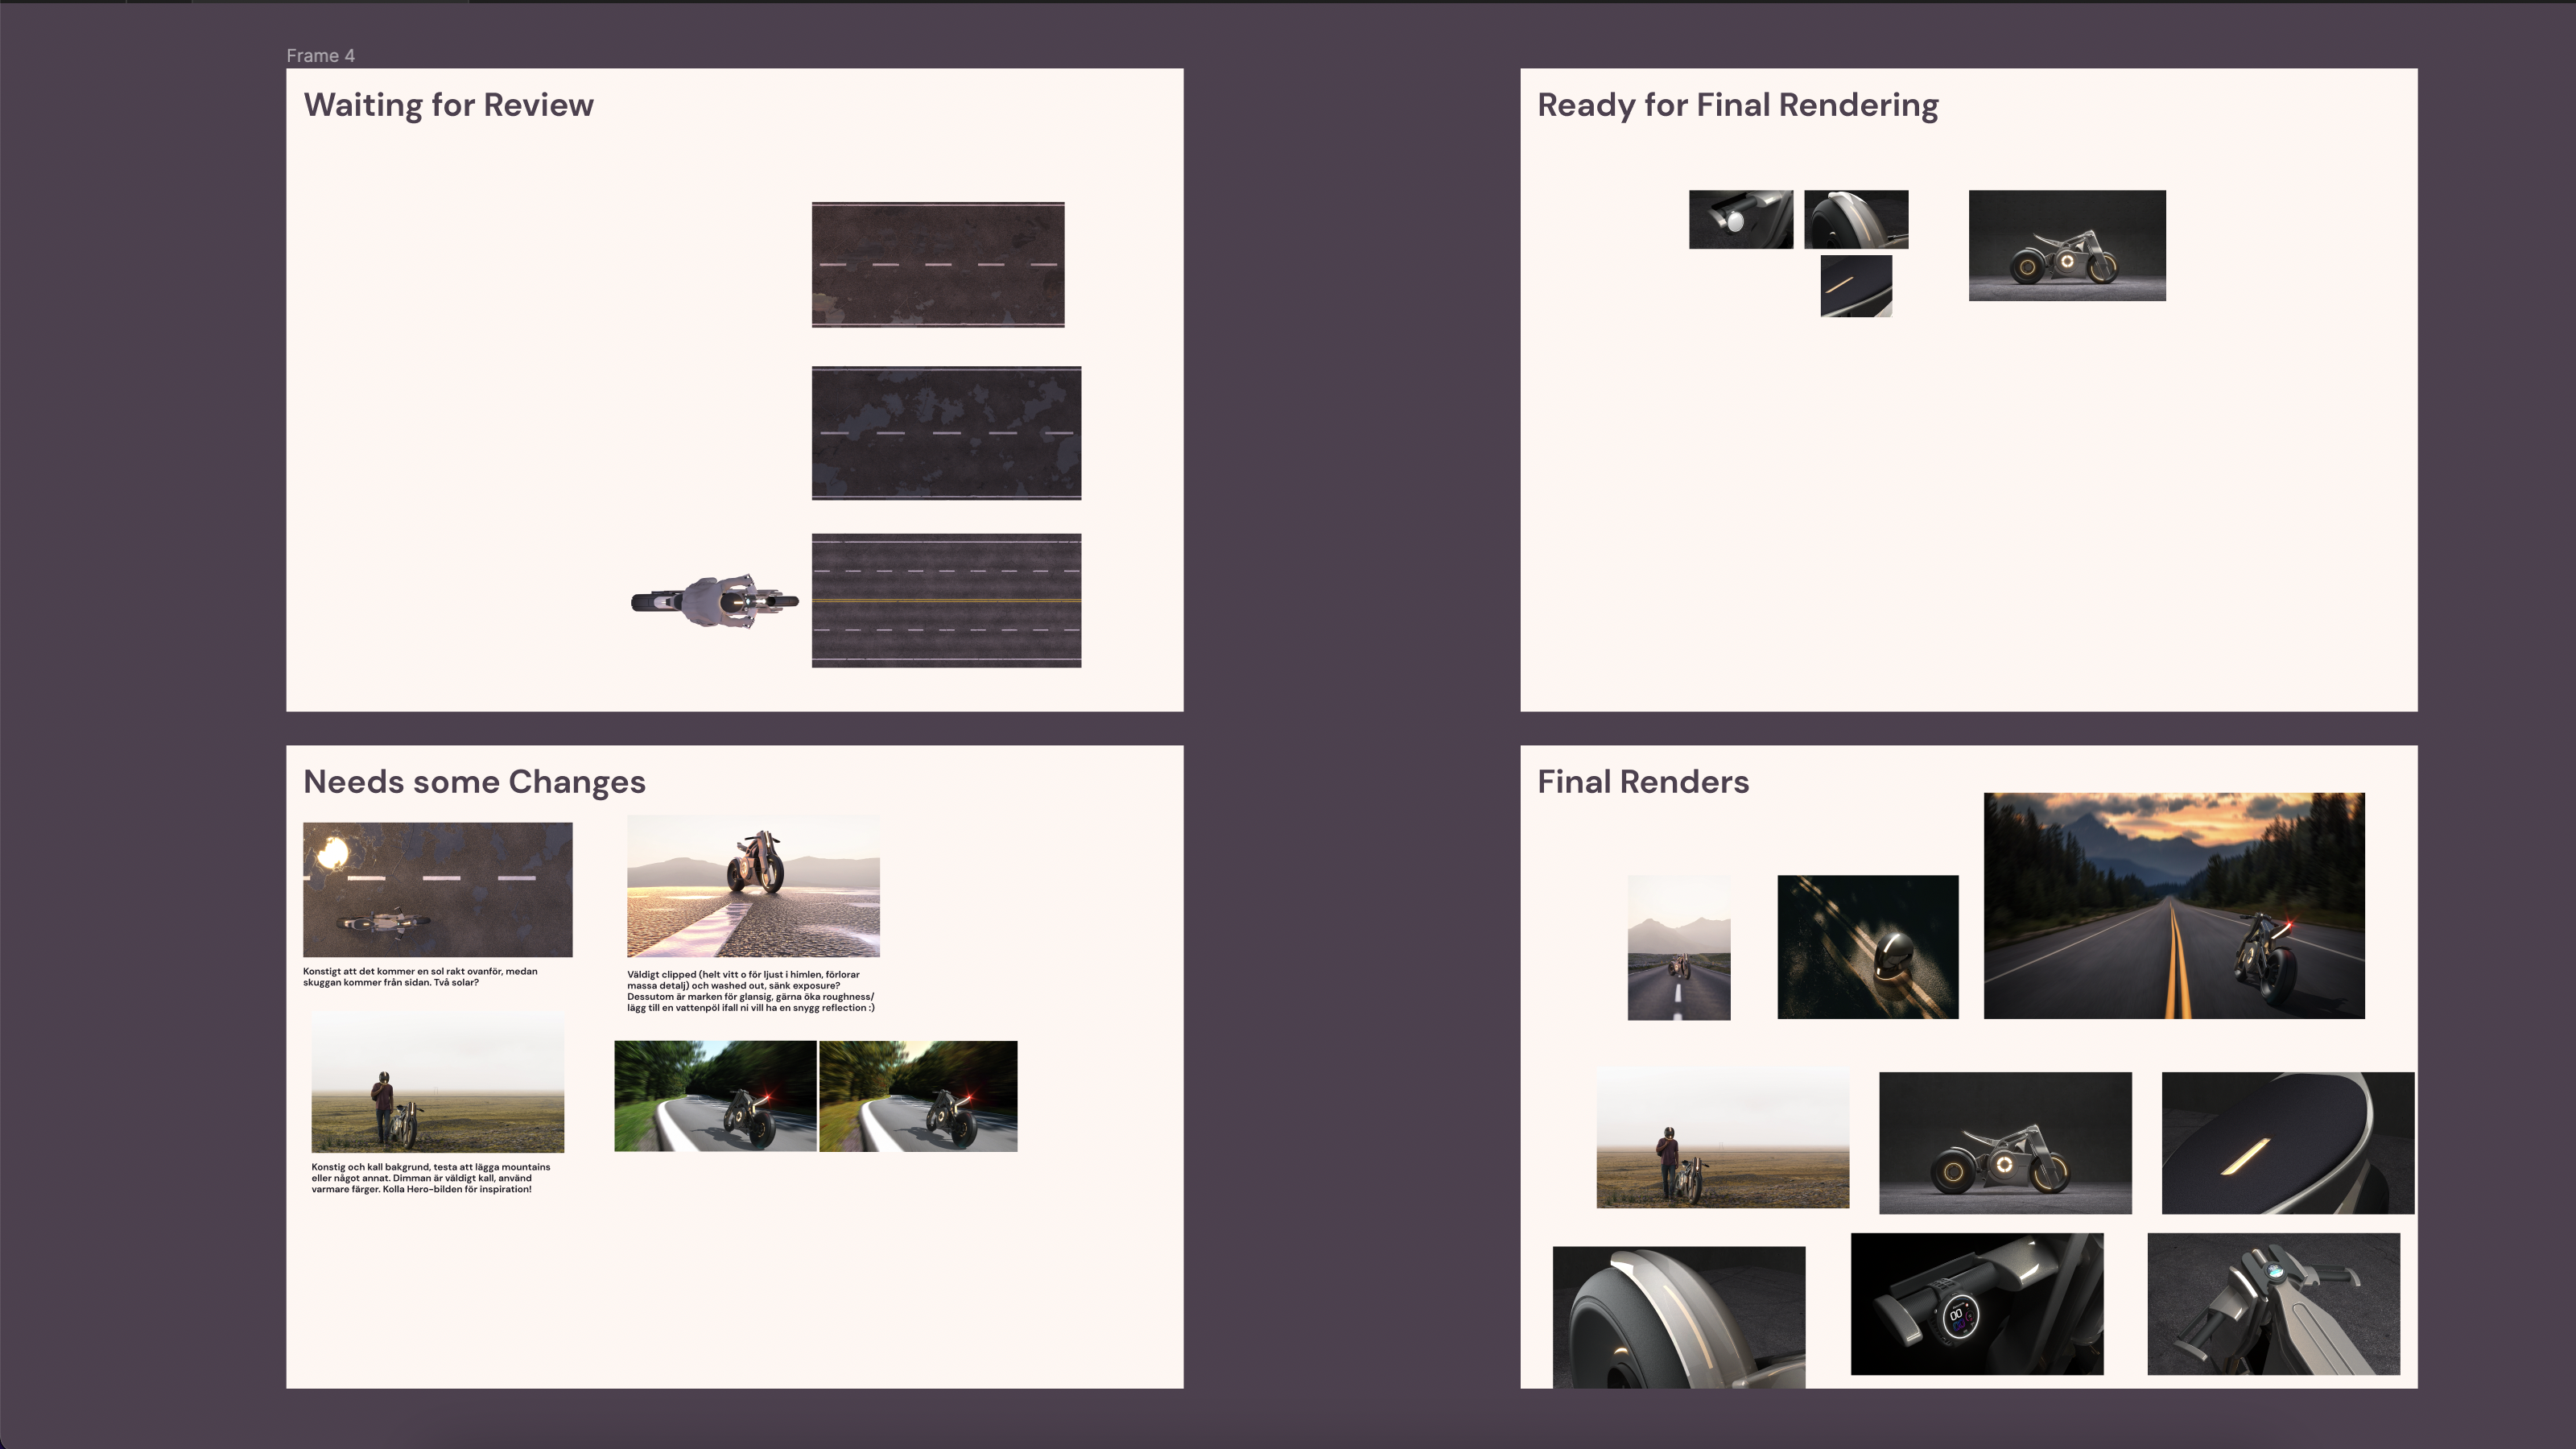 Frame 4
Waiting for Review
Ready for Final Rendering
Needs some Changes
Konstigt att det kommer en sol rakt ovanför, medan
skuggan kommer från sidan. Två solar?
Väldigt clipped (helt vitt o för ljust i himlen, förlorar
massa detalj) och washed out, sänk exposure?
Dessutom är marken för glansig, gärna öka roughness/
lägg till en vattenpöl ifall ni vill ha en snygg reflection :)
Konstig och kall bakgrund, testa att lägga mountains
eller något annat. Dimman är väldigt kall, använd
varmare färger. Kolla Hero-bilden för inspiration!
Final Renders
00